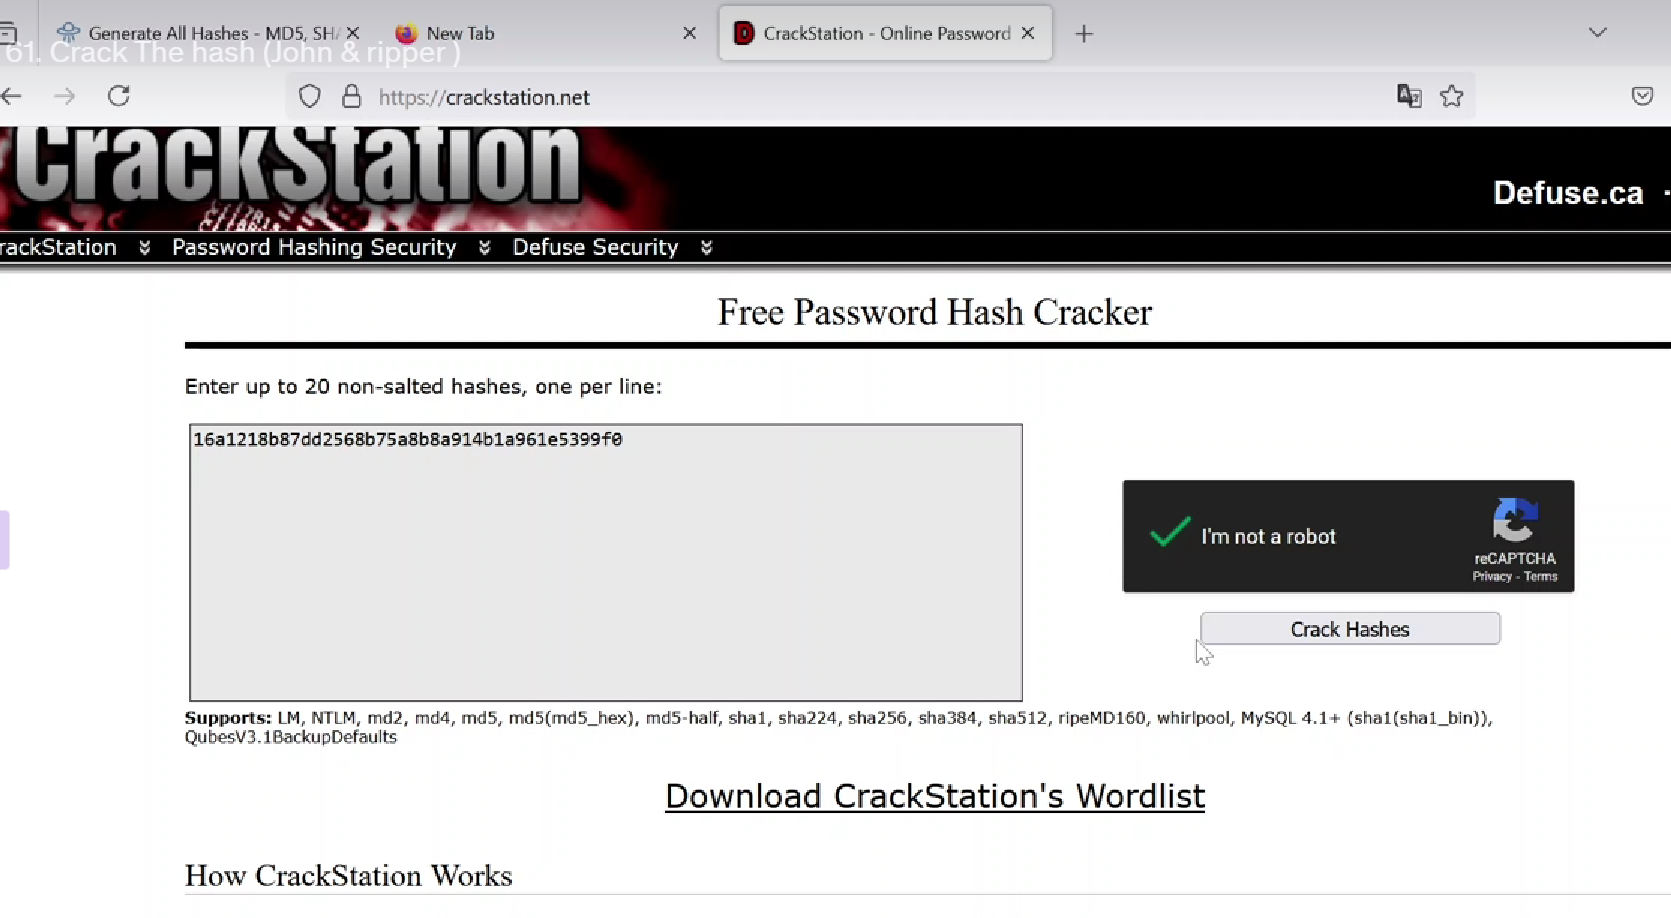 Generate All Hashes - MD5, SHA
New Tab
CrackStation - Online Password
61. Crack The hash (John & ripper )
https://crackstation.net
CrackStation
Defuse.ca
rackStation
Password Hashing Security
Defuse Security
Free Password Hash Cracker
Enter up to 20 non-salted hashes, one per line:
16a1218b87dd2568b75a8b8a914b1a961e5399f0
I'm not a robot
reCAPTCHA
Privacy - Terms
Crack Hashes
Supports: LM, NTLM, md2, md4, md5, md5(md5_hex), md5-half, sha1, sha224, sha256, sha384, sha512, ripeMD160, whirlpool, MySQL 4.1+ (sha1(sha1_bin)),
QubesV3.1BackupDefaults
Download CrackStation's Wordlist
How CrackStation Works